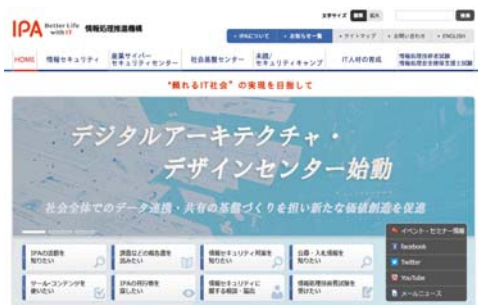 文字サイズ 標準 拡大 検索
IPA Better Life with IT 情報処理推進機構
IPAについて お知らせ一覧 サイトマップ お問い合わせ ENGLISH
HOME 情報セキュリティ 産業サイバーセキュリティセンター 社会基盤センター 未踏/セキュリティキャンプ IT人材の育成 情報処理技術者試験 情報処理安全確保支援士試験
“頼れるIT社会” の実現を目指して
デジタルアーキテクチャ・
デザインセンター始動
社会全体でのデータ連携・共有の基盤づくりを担い新たな価値創造を促進
イベント・セミナー情報
facebook
Twitter
YouTube
メールニュース
IPAの活動を知りたい
調査などの報告書を読みたい
情報セキュリティ対策を知りたい
公募・入札情報を知りたい
ツール・コンテンツを使いたい
IPAの刊行物を探したい
情報セキュリティに関する相談・届出
情報処理技術者試験を受けたい